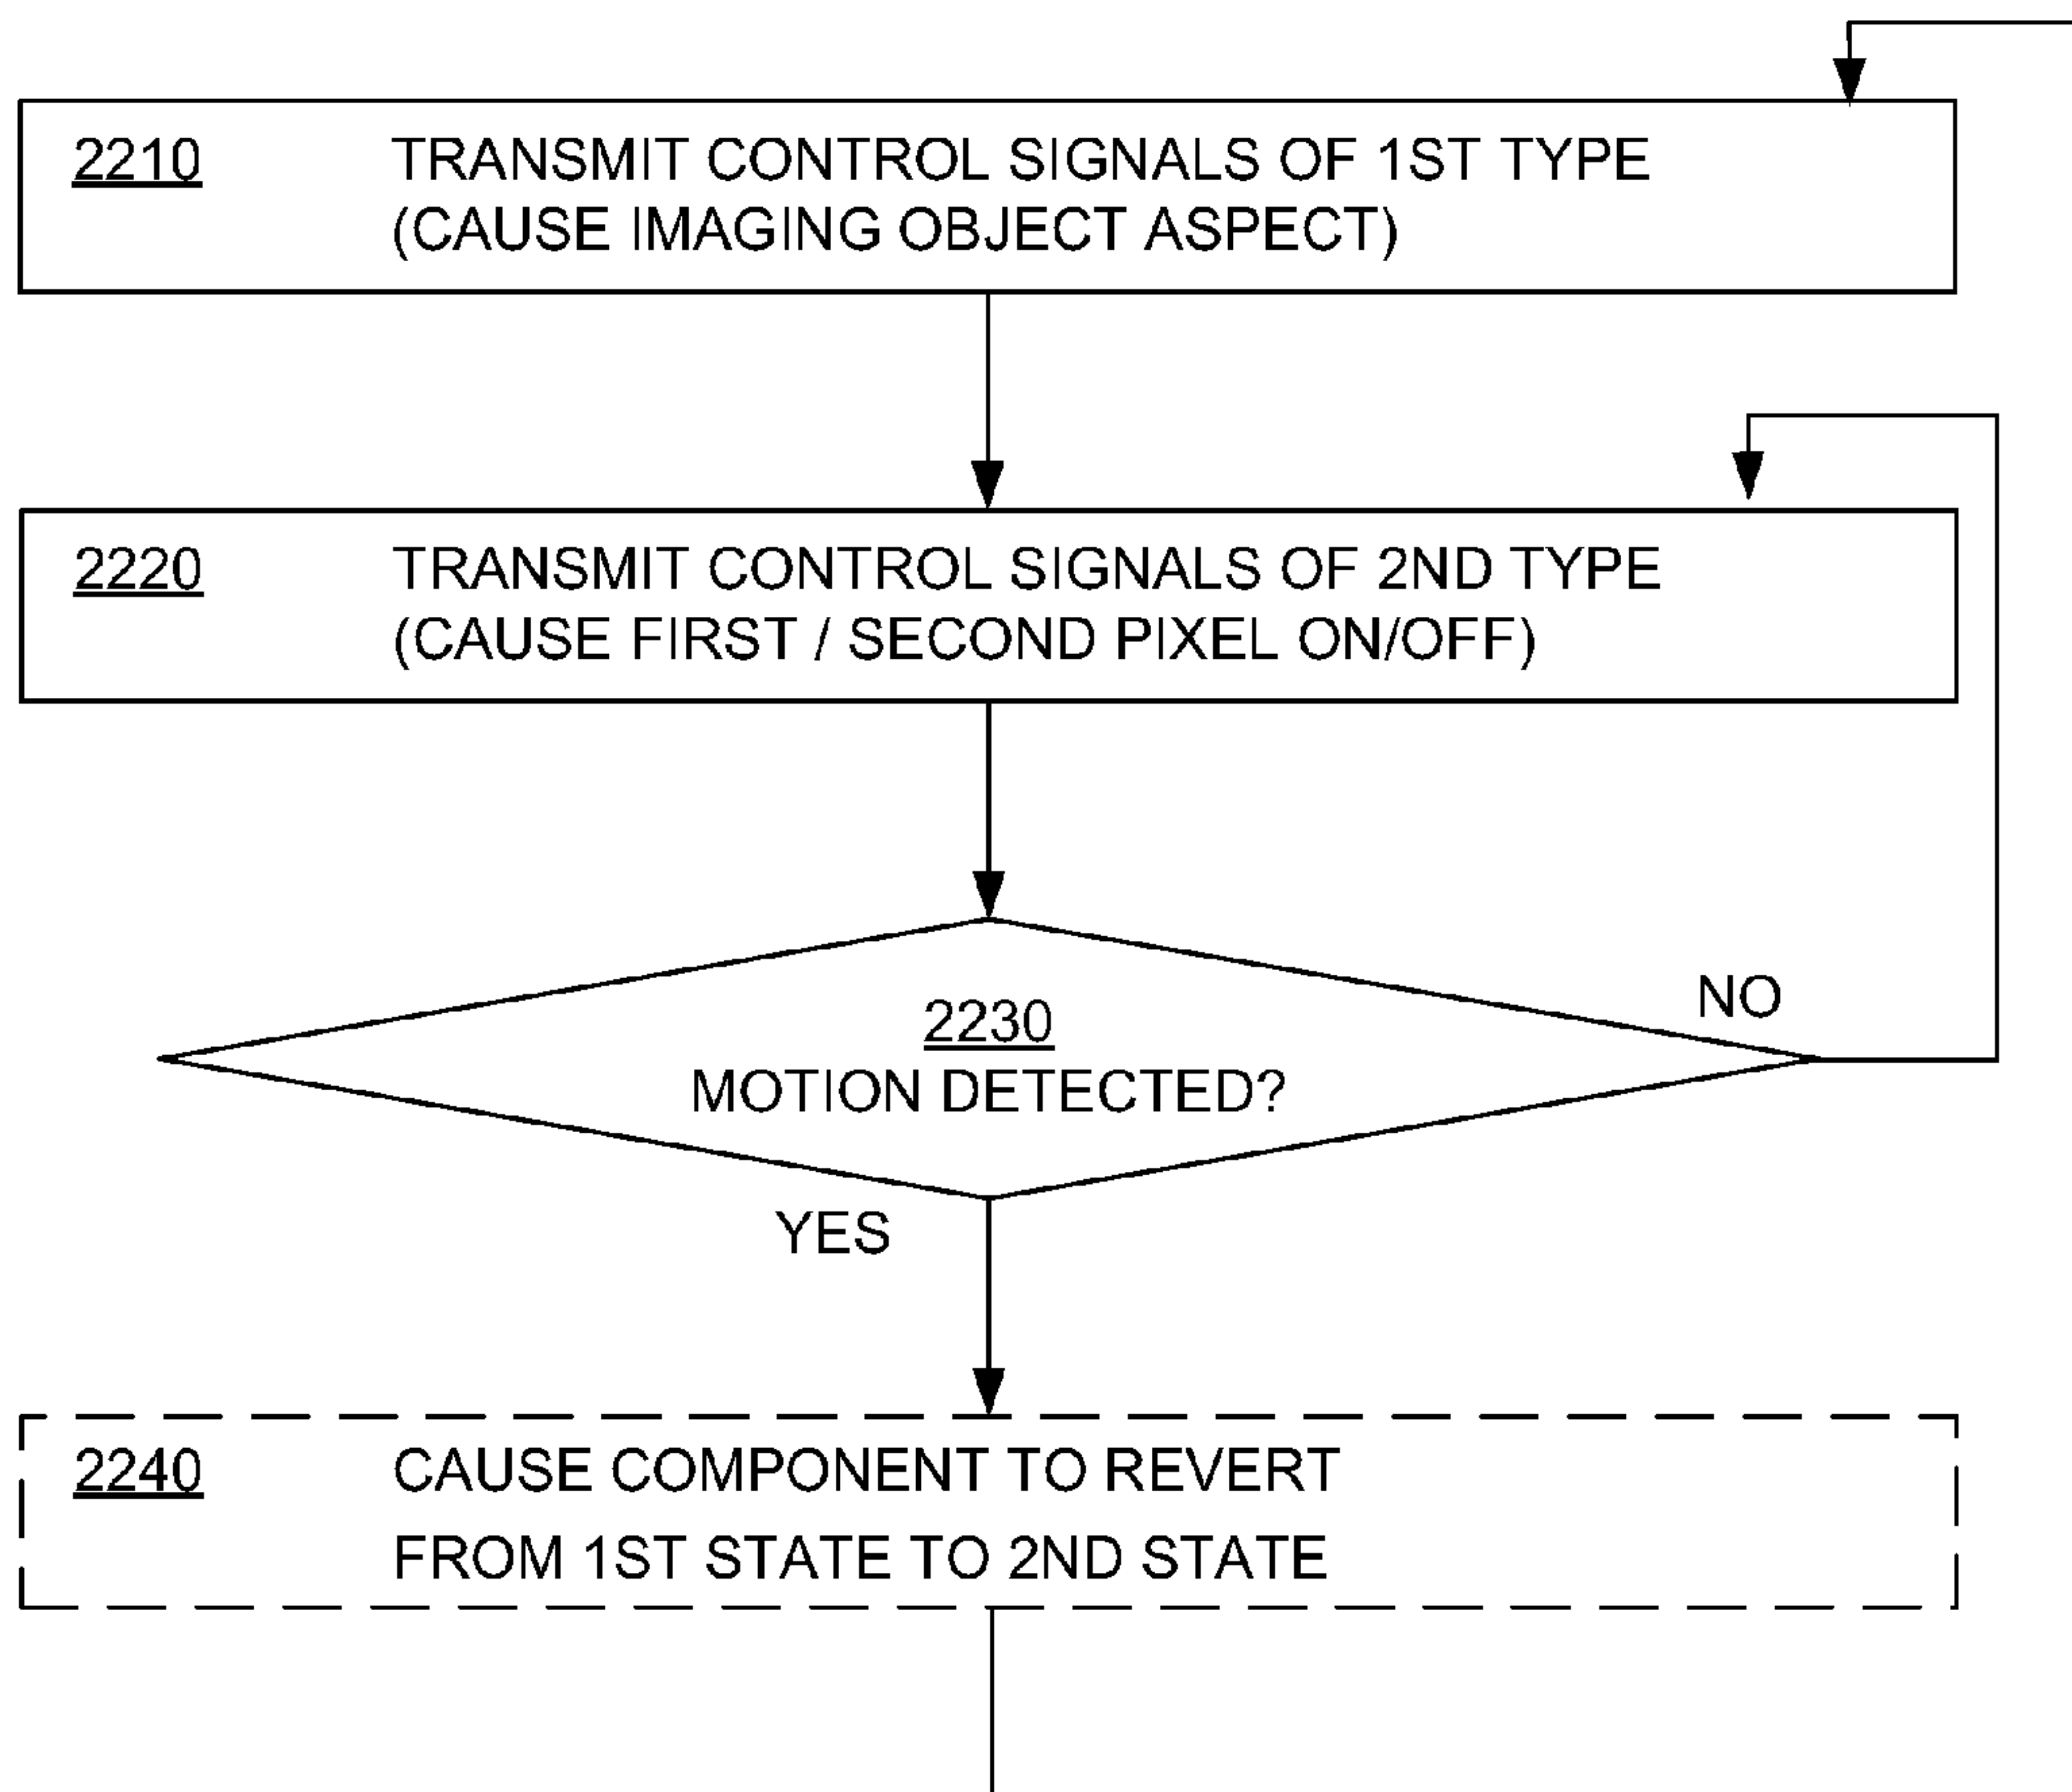 2210 TRANSMIT CONTROL SIGNALS OF 1ST TYPE
(CAUSE IMAGING OBJECT ASPECT)
2220 TRANSMIT CONTROL SIGNALS OF 2ND TYPE
(CAUSE FIRST / SECOND PIXEL ON/OFF)
NO
2230
MOTION DETECTED?
YES
2240 CAUSE COMPONENT TO REVERT
FROM 1ST STATE TO 2ND STATE